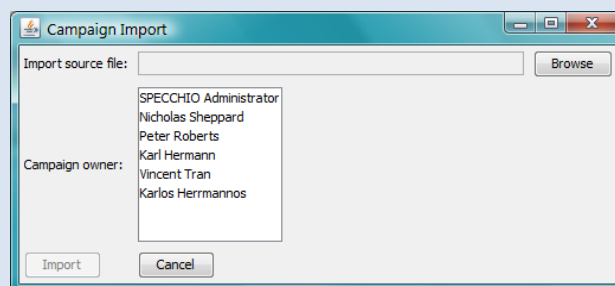 Campaign Import
Import source file:
Browse
Campaign owner:
SPECCHIO Administrator
Nicholas Sheppard
Peter Roberts
Karl Hermann
Vincent Tran
Karlos Herrmannos
Import
Cancel